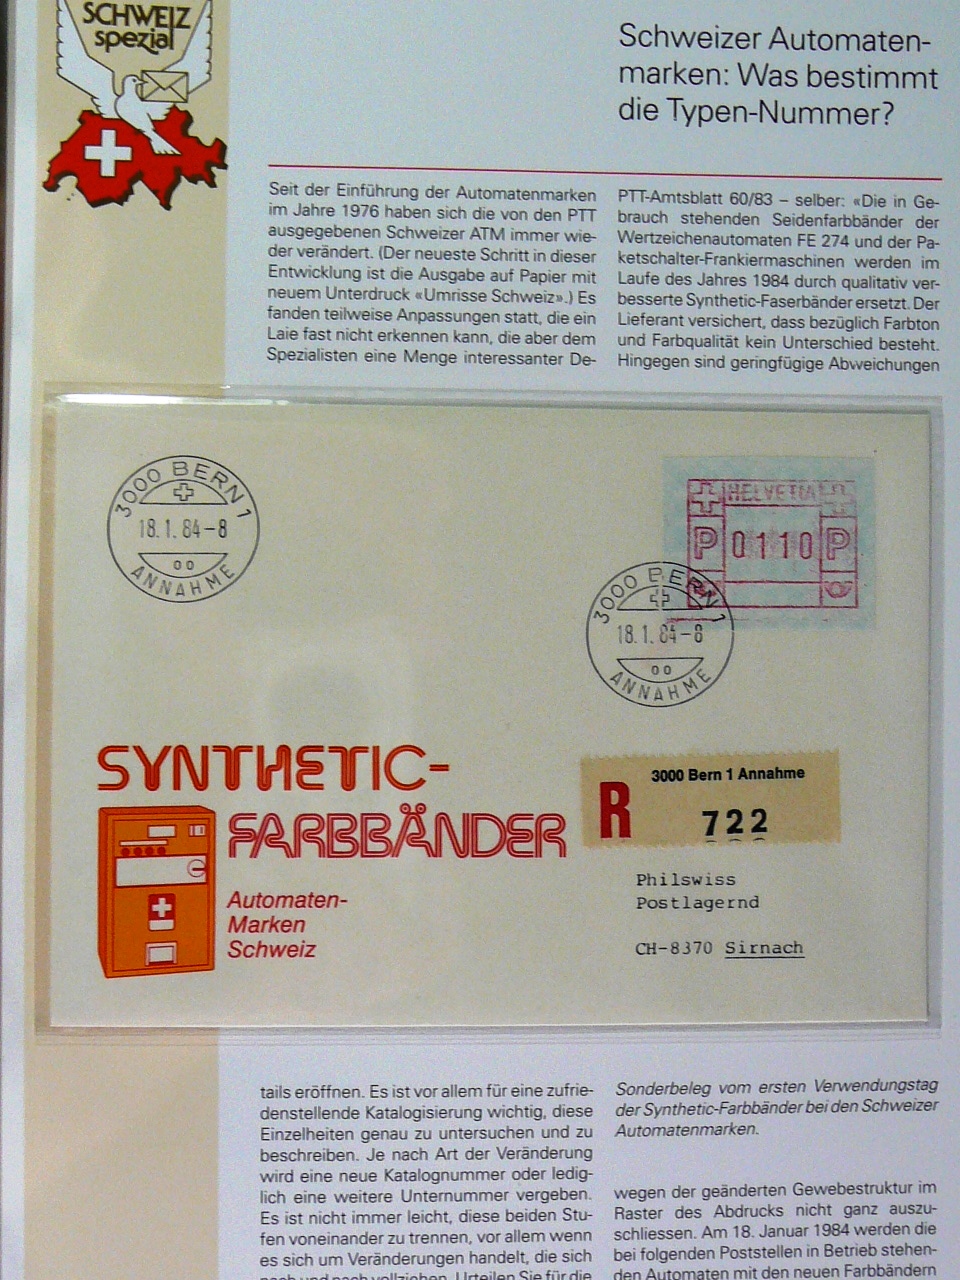 SCHWEIZ
spezial
Schweizer Automaten-
marken: Was bestimmt
die Typen-Nummer?
Seit der Einführung der Automatenmarken
im Jahre 1976 haben sich die von den PTT
ausgegebenen Schweizer ATM immer wie-
der verändert. (Der neueste Schritt in dieser
Entwicklung ist die Ausgabe auf Papier mit
neuem Unterdruck «Umrisse Schweiz».) Es
fanden teilweise Anpassungen statt, die ein
Laie fast nicht erkennen kann, die aber dem
Spezialisten eine Menge interessanter De-
PTT-Amtsblatt 60/83 – selber: «Die in Ge-
brauch stehenden Seidenfarbbänder der
Wertzeichenautomaten FE 274 und der Pa-
ketschalter-Frankiermaschinen werden im
Laufe des Jahres 1984 durch qualitativ ver-
besserte Synthetic-Faserbänder ersetzt. Der
Lieferant versichert, dass bezüglich Farbton
und Farbqualität kein Unterschied besteht.
Hingegen sind geringfügige Abweichungen
3000 BERN 1
18.1.84-8
00
ANNAHME
HELVETIA
P 0110 P
3000 BERN 1
18.1.84-8
00
ANNAHME
SYNTHETIC-
FARBBÄNDER
Automaten-
Marken
Schweiz
R
3000 Bern 1 Annahme
722
Philswiss
Postlagernd
CH-8370 Sirnach
tails eröffnen. Es ist vor allem für eine zufrie-
denstellende Katalogisierung wichtig, diese
Einzelheiten genau zu untersuchen und zu
beschreiben. Je nach Art der Veränderung
wird eine neue Katalognummer oder ledig-
lich eine weitere Unternummer vergeben.
Es ist nicht immer leicht, diese beiden Stu-
fen voneinander zu trennen, vor allem wenn
es sich um Veränderungen handelt, die sich
nach und nach vollziehen. Urteilen Sie für die
Sonderbeleg vom ersten Verwendungstag
der Synthetic-Farbbänder bei den Schweizer
Automatenmarken.
wegen der geänderten Gewebestruktur im
Raster des Abdrucks nicht ganz auszu-
schliessen. Am 18. Januar 1984 werden die
bei folgenden Poststellen in Betrieb stehen-
den Automaten mit den neuen Farbbändern